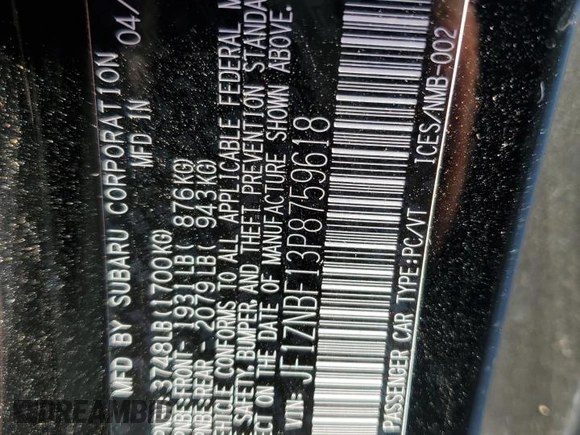 MFD BY SUBARU CORPORATION 04/
MFD IN
3748LB(1700KG)
FRONT 1931LB( 876KG)
REAR 2079LB( 943KG)
VEHICLE CONFORMS TO ALL APPLICABLE FEDERAL M
SAFETY, BUMPER, AND THEFT PREVENTION STANDA
ECT ON THE DATE OF MANUFACTURE SHOWN ABOVE.
VIN: JF1ZNBF13P8759618
PASSENGER CAR TYPE:PC/VT ICES/NMB-002
DREAMBID